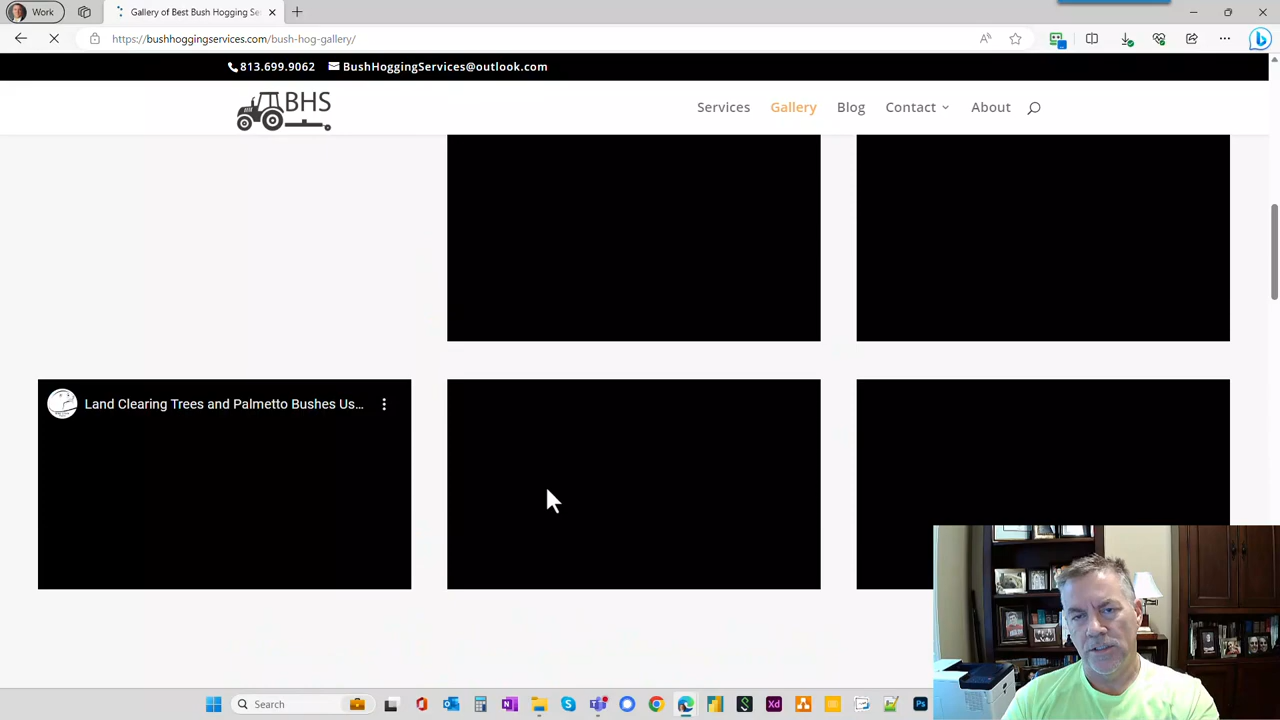 Work
Gallery of Best Bush Hogging Se
https://bushhoggingservices.com/bush-hog-gallery/
813.699.9062 BushHoggingServices@outlook.com
BHS
Services Gallery Blog Contact About
Land Clearing Trees and Palmetto Bushes Us...
Search